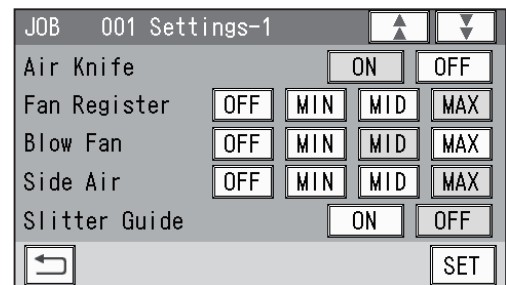 JOB 001 Settings-1
Air Knife ON OFF
Fan Register OFF MIN MID MAX
Blow Fan OFF MIN MID MAX
Side Air OFF MIN MID MAX
Slitter Guide ON OFF
SET